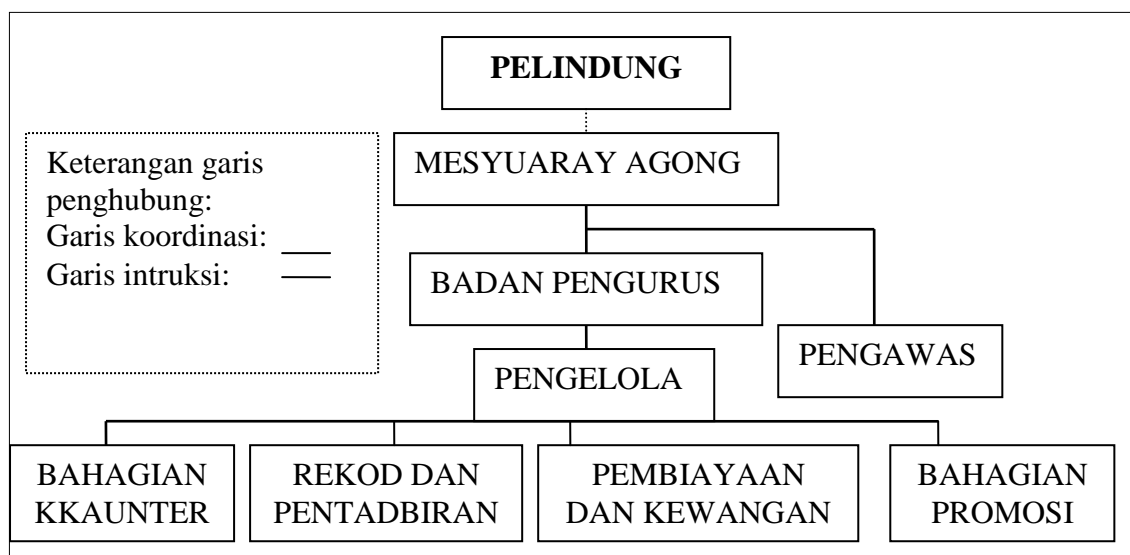 PELINDUNG
Keterangan garis
penghubung:
Garis koordinasi:
Garis intruksi:
MESYUARAY AGONG
BADAN PENGURUS
PENGAWAS
PENGELOLA
BAHAGIAN
KKAUNTER
REKOD DAN
PENTADBIRAN
PEMBIAYAAN
DAN KEWANGAN
BAHAGIAN
PROMOSI